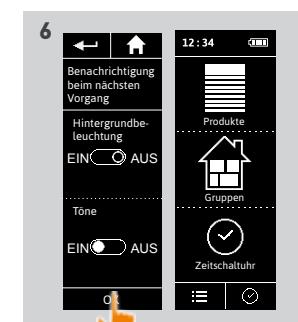 6
Benachrichtigung
beim nächsten
Vorgang
Hintergrundbe-
leuchtung
EIN AUS
Töne
EIN AUS
OK
12:34
Produkte
Gruppen
Zeitschaltuhr